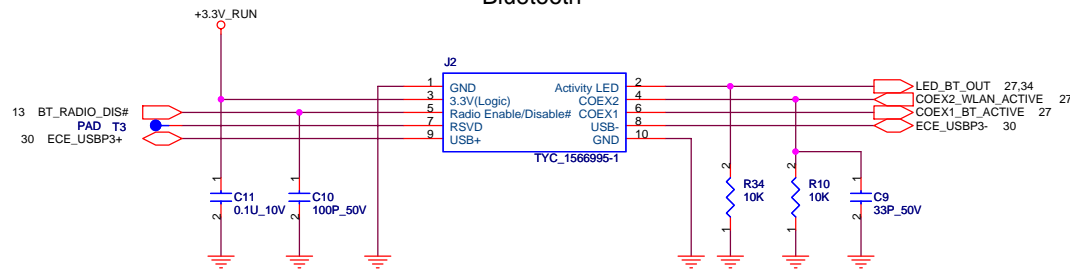 Bluetooth
+3.3V_RUN
J2
1 GND Activity LED 2 LED_BT_OUT 27,34
3 3.3V(Logic) COEX2 4 COEX2_WLAN_ACTIVE 27
13 BT_RADIO_DIS# 5 Radio Enable/Disable# COEX1 6 COEX1_BT_ACTIVE 27
PAD T3 7 RSVD USB- 8 ECE_USBP3- 30
30 ECE_USBP3+ 9 USB+ GND 10
TYC_1566995-1
1 C11 0.1U_10V 2
1 C10 100P_50V 2
2 R34 10K 1
2 R10 10K 1
1 C9 33P_50V 2